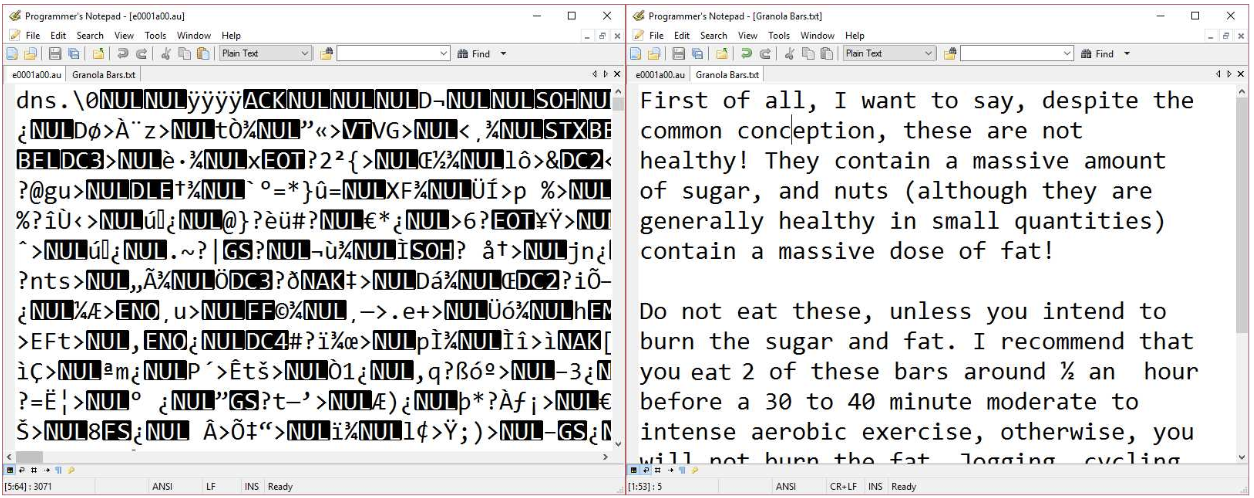 Programmer's Notepad - [e0001a00.au]
File Edit Search View Tools Window Help
Plain Text Find
e0001a00.au Granola Bars.txt
dns.\0NULNULÿÿÿÿACKNULNULNULD¬NULNULSOHNU
¿NULDø>À¨z>NULtÒ¾NUL”«>VTVG>NUL<¸¾NULSTXBE
BELDC3>NULè·¾NULxEOT?2²{>NULŒ½¾NULlô>&DC2<
?@gu>NULDLE†¾NUL`º=*}û=NULXF¾NULÜÍ>p %>NUL
%?îÙ‹>NULú¿NUL@}?èü#?NUL€*¿NUL>6?EOT¥Ÿ>NUL
ˆ>NULú¿NUL.~?|GS?NUL¬ù¾NULÌSOH? å†>NULjn¿
?nts>NUL„Ã¾NULÖDC3?ðNAK‡>NULDá¾NULŒDC2?iÕ—
¿NUL¼Æ>ENQ¸u>NULFF©¾NUL¸—>.e+>NULÜó¾NULhEM
>EFt>NUL‚ENQ¿NULDC4#?ï¾œ>NULpÌ¾NULÌî>ìNAK[
ìÇ>NULªm¿NULP´>Êtš>NULÒ1¿NUL‚q?ßóº>NUL–3¿N
?=Ë¦>NULº ¿NUL”GS?t—’>NULÆ)¿NULþ*?Àƒ¡>NUL€
Š>NUL8FS¿NUL Â>Õ‡“>NULï¾NULl¢>Ÿ;)>NUL–GS¿N
[5:64] : 3071 ANSI LF INS Ready
Programmer's Notepad - [Granola Bars.txt]
File Edit Search View Tools Window Help
Plain Text Find
e0001a00.au Granola Bars.txt
First of all, I want to say, despite the
common conception, these are not
healthy! They contain a massive amount
of sugar, and nuts (although they are
generally healthy in small quantities)
contain a massive dose of fat!
Do not eat these, unless you intend to
burn the sugar and fat. I recommend that
you eat 2 of these bars around ½ an hour
before a 30 to 40 minute moderate to
intense aerobic exercise, otherwise, you
will not burn the fat. Jogging, cycling
[1:53] : 5 ANSI CR+LF INS Ready